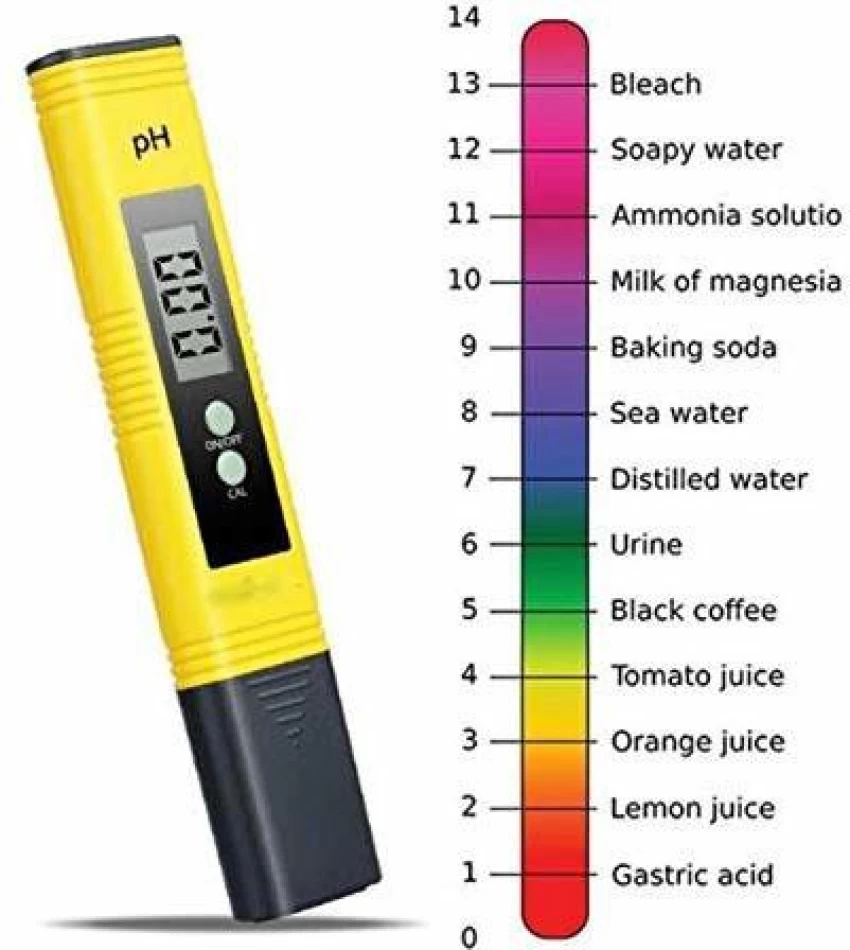 pH
0.00
ON/OFF
CAL
14
13 Bleach
12 Soapy water
11 Ammonia solutio
10 Milk of magnesia
9 Baking soda
8 Sea water
7 Distilled water
6 Urine
5 Black coffee
4 Tomato juice
3 Orange juice
2 Lemon juice
1 Gastric acid
0